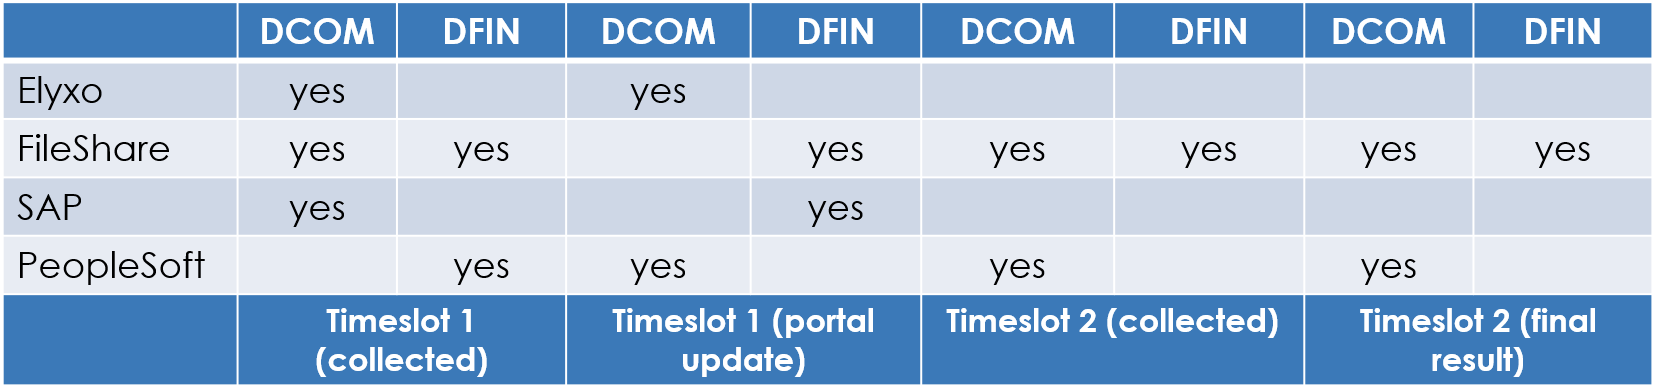 DCOM DFIN DCOM DFIN DCOM DFIN DCOM DFIN
Elyxo yes yes
FileShare yes yes yes yes yes yes yes
SAP yes yes
PeopleSoft yes yes yes yes
Timeslot 1 (collected) Timeslot 1 (portal update) Timeslot 2 (collected) Timeslot 2 (final result)